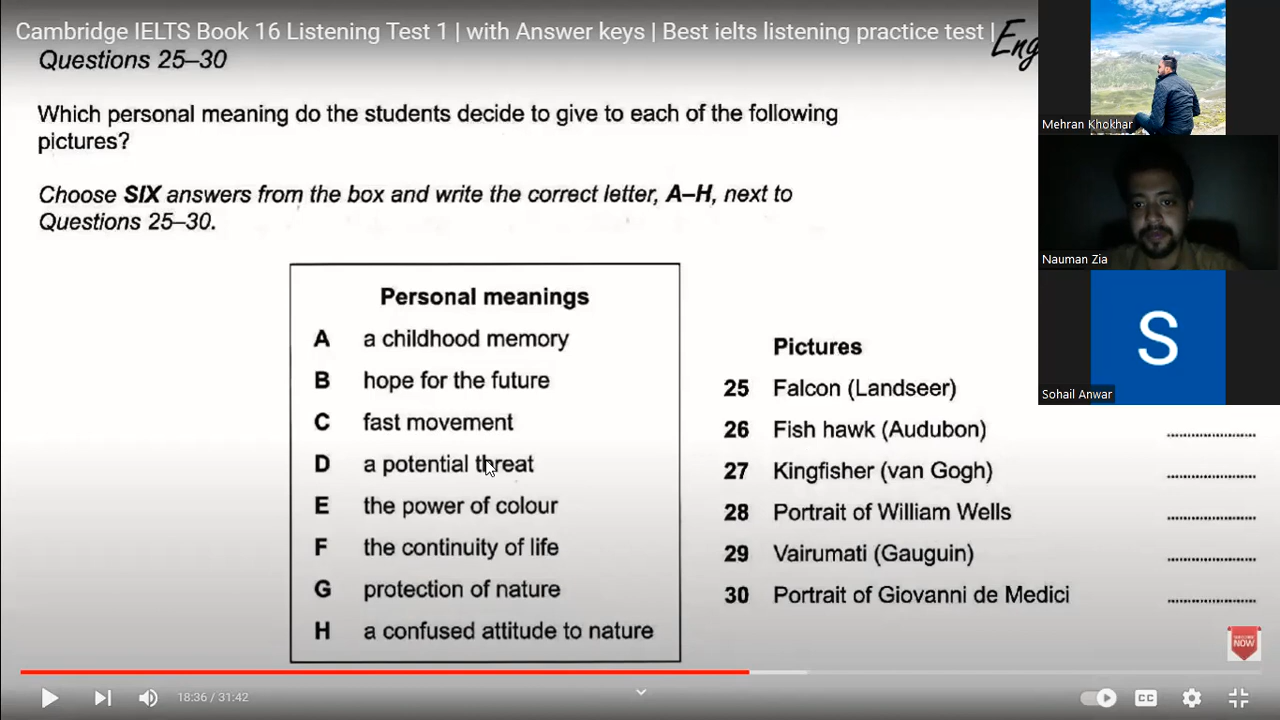 Cambridge IELTS Book 16 Listening Test 1 | with Answer keys | Best ielts listening practice test |
Eng
Questions 25–30
Which personal meaning do the students decide to give to each of the following
pictures?
Choose SIX answers from the box and write the correct letter, A–H, next to
Questions 25–30.
Personal meanings
A a childhood memory
B hope for the future
C fast movement
D a potential threat
E the power of colour
F the continuity of life
G protection of nature
H a confused attitude to nature
Pictures
25 Falcon (Landseer)
26 Fish hawk (Audubon) ....................
27 Kingfisher (van Gogh) ....................
28 Portrait of William Wells ....................
29 Vairumati (Gauguin) ....................
30 Portrait of Giovanni de Medici ....................
Mehran Khokhar
Nauman Zia
S
Sohail Anwar
NOW
18:36 / 31:42
CC